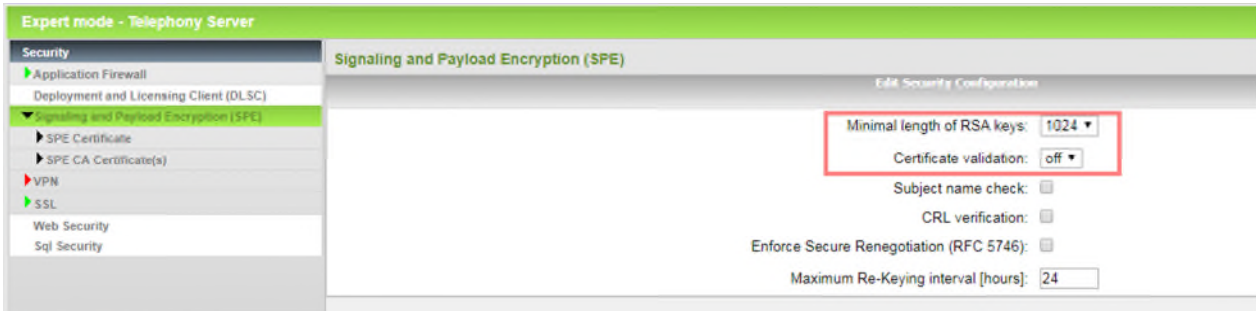 Expert mode - Telephony Server
Security
Application Firewall
Deployment and Licensing Client (DLSC)
Signaling and Payload Encryption (SPE)
SPE Certificate
SPE CA Certificate(s)
VPN
SSL
Web Security
Sql Security
Signaling and Payload Encryption (SPE)
Edit Security Configuration
Minimal length of RSA keys: 1024
Certificate validation: off
Subject name check:
CRL verification:
Enforce Secure Renegotiation (RFC 5746):
Maximum Re-Keying interval [hours]: 24